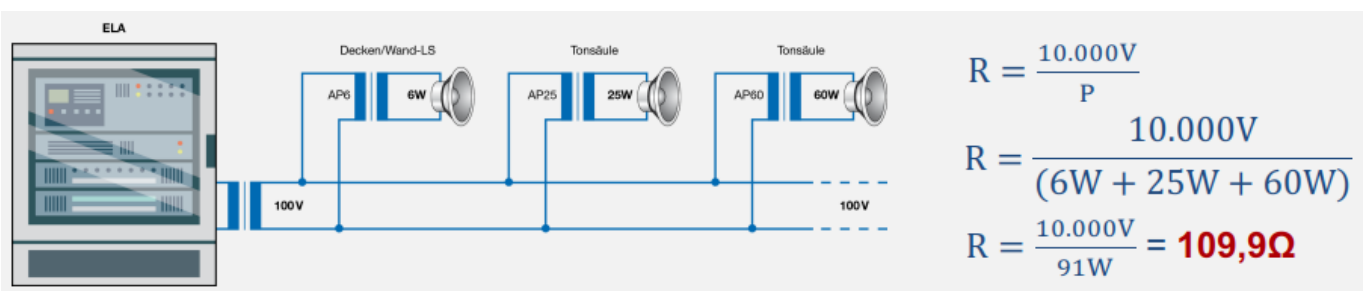 ELA
Decken/Wand-LS
Tonsäule
Tonsäule
AP6
6W
AP25
25W
AP60
60W
100V
100V
R = 10.000V / P
R = 10.000V / (6W + 25W + 60W)
R = 10.000V / 91W = 109,9Ω